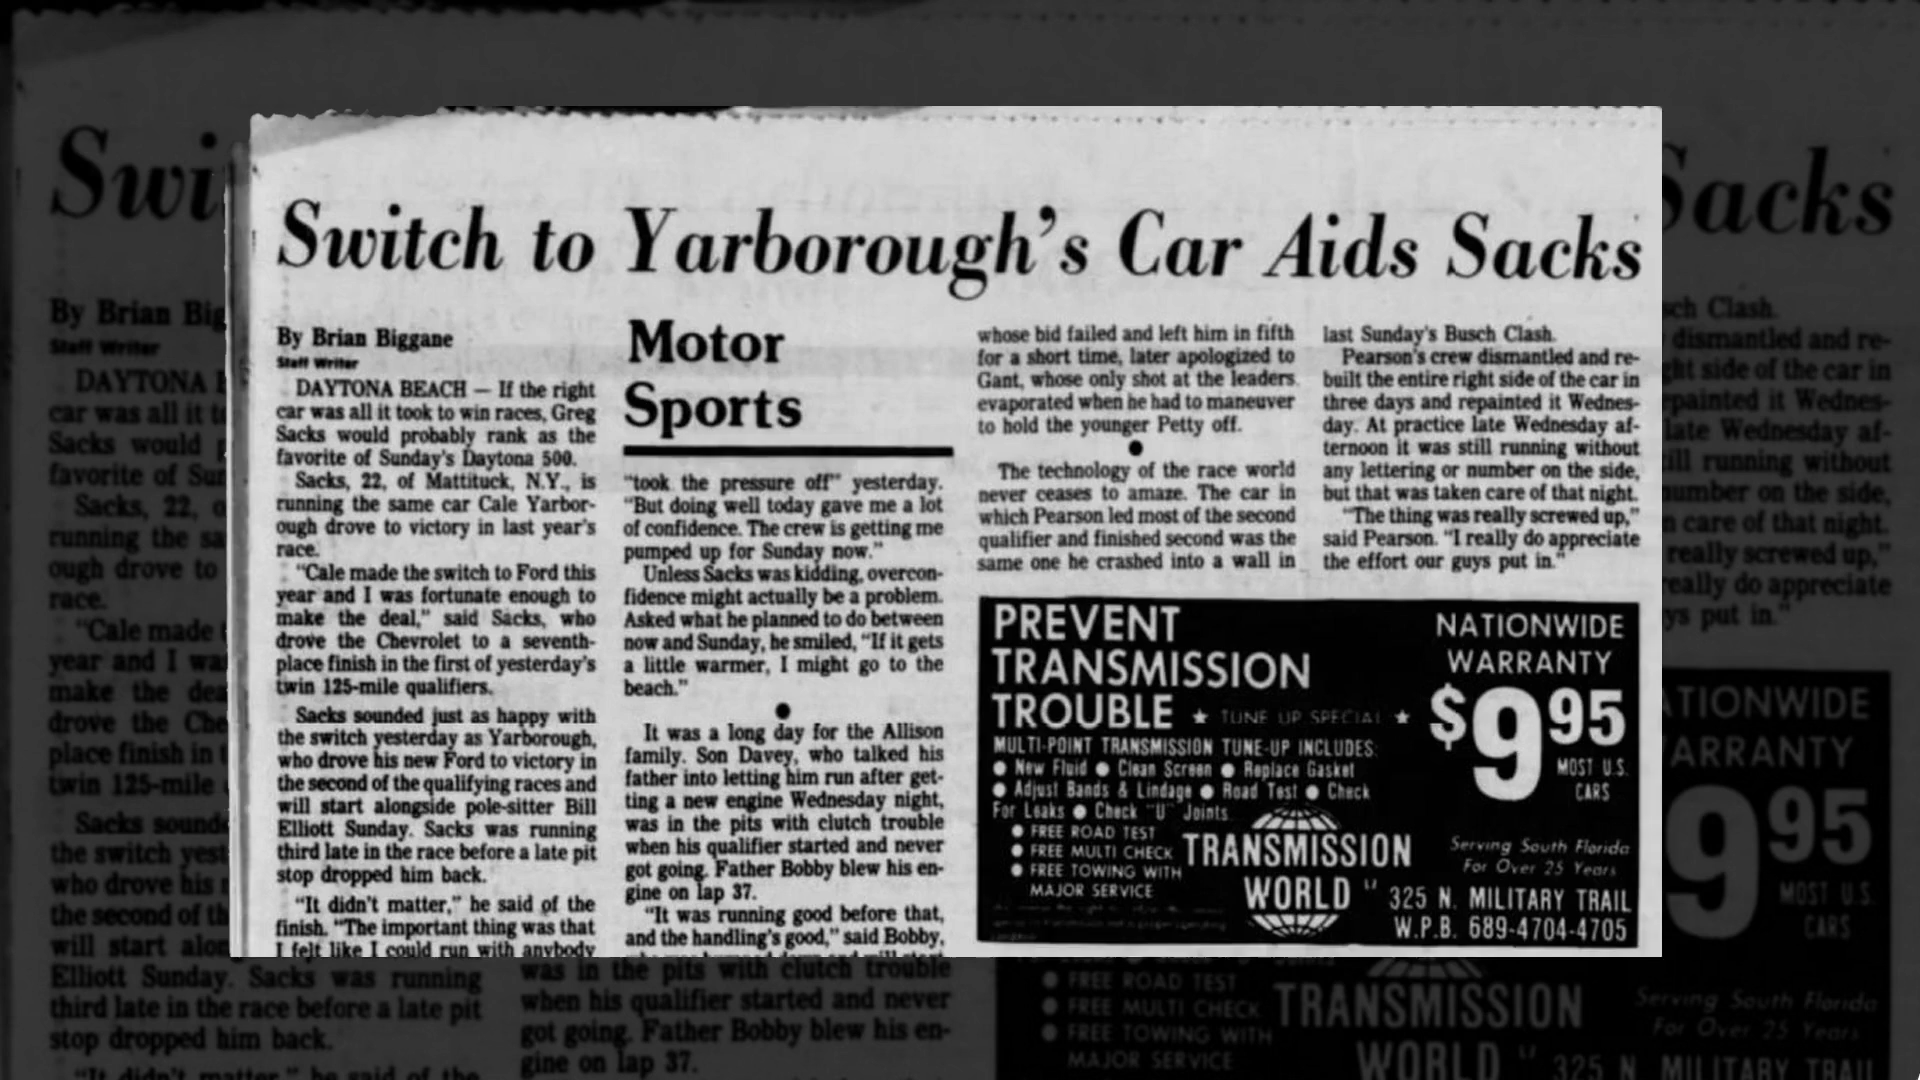 Switch to Yarborough's Car Aids Sacks
By Brian Biggane
Staff Writer
DAYTONA BEACH — If the right
car was all it took to win races, Greg
Sacks would probably rank as the
favorite of Sunday's Daytona 500.
Sacks, 22, of Mattituck, N.Y., is
running the same car Cale Yarbor-
ough drove to victory in last year's
race.
"Cale made the switch to Ford this
year and I was fortunate enough to
make the deal," said Sacks, who
drove the Chevrolet to a seventh-
place finish in the first of yesterday's
twin 125-mile qualifiers.
Sacks sounded just as happy with
the switch yesterday as Yarborough,
who drove his new Ford to victory in
the second of the qualifying races and
will start alongside pole-sitter Bill
Elliott Sunday. Sacks was running
third late in the race before a late pit
stop dropped him back.
"It didn't matter," he said of the
finish. "The important thing was that
I felt like I could run with anybody
Motor
Sports
"took the pressure off" yesterday.
"But doing well today gave me a lot
of confidence. The crew is getting me
pumped up for Sunday now."
Unless Sacks was kidding, overcon-
fidence might actually be a problem.
Asked what he planned to do between
now and Sunday, he smiled, "If it gets
a little warmer, I might go to the
beach."
●
It was a long day for the Allison
family. Son Davey, who talked his
father into letting him run after get-
ting a new engine Wednesday night,
was in the pits with clutch trouble
when his qualifier started and never
got going. Father Bobby blew his en-
gine on lap 37.
"It was running good before that,
and the handling's good," said Bobby,
whose bid failed and left him in fifth
for a short time, later apologized to
Gant, whose only shot at the leaders
evaporated when he had to maneuver
to hold the younger Petty off.
●
The technology of the race world
never ceases to amaze. The car in
which Pearson led most of the second
qualifier and finished second was the
same one he crashed into a wall in
last Sunday's Busch Clash.
Pearson's crew dismantled and re-
built the entire right side of the car in
three days and repainted it Wednes-
day. At practice late Wednesday af-
ternoon it was still running without
any lettering or number on the side,
but that was taken care of that night.
"The thing was really screwed up,"
said Pearson. "I really do appreciate
the effort our guys put in."
PREVENT
TRANSMISSION
TROUBLE ★ TUNE UP SPECIAL ★
MULTI-POINT TRANSMISSION TUNE-UP INCLUDES:
● New Fluid ● Clean Screen ● Replace Gasket
● Adjust Bands & Lindage ● Road Test ● Check
For Leaks ● Check "U" Joints
● FREE ROAD TEST
● FREE MULTI CHECK
● FREE TOWING WITH
MAJOR SERVICE
NATIONWIDE
WARRANTY
$9 95
MOST U.S.
CARS
TRANSMISSION
WORLD
Serving South Florida
For Over 25 Years
325 N. MILITARY TRAIL
W.P.B. 689-4704-4705